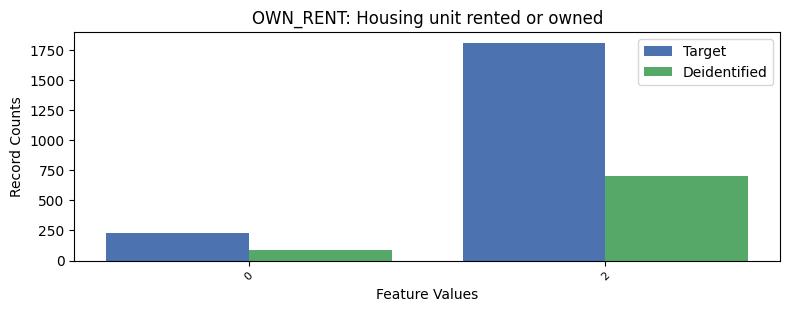 OWN_RENT: Housing unit rented or owned
Target
Deidentified
Record Counts
1750
1500
1250
1000
750
500
250
0
0
2
Feature Values